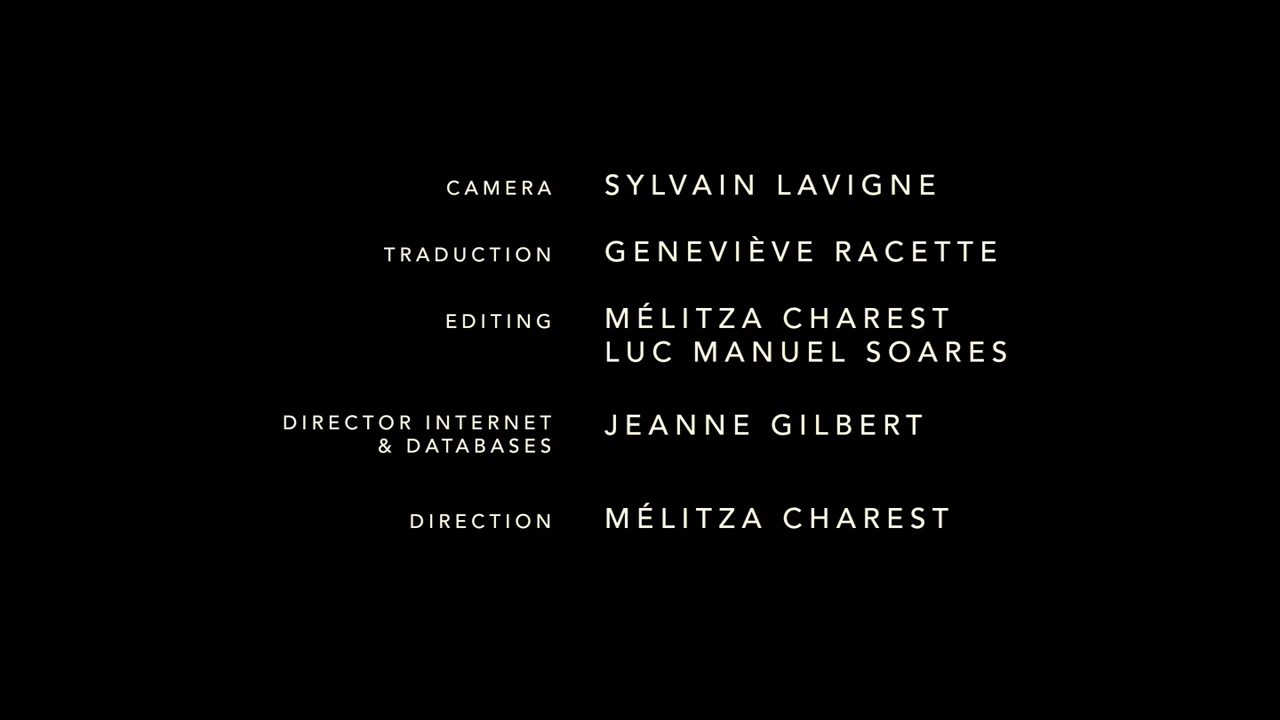 CAMERA SYLVAIN LAVIGNE
TRADUCTION GENEVIÈVE RACETTE
EDITING MÉLITZA CHAREST
LUC MANUEL SOARES
DIRECTOR INTERNET JEANNE GILBERT
& DATABASES
DIRECTION MÉLITZA CHAREST